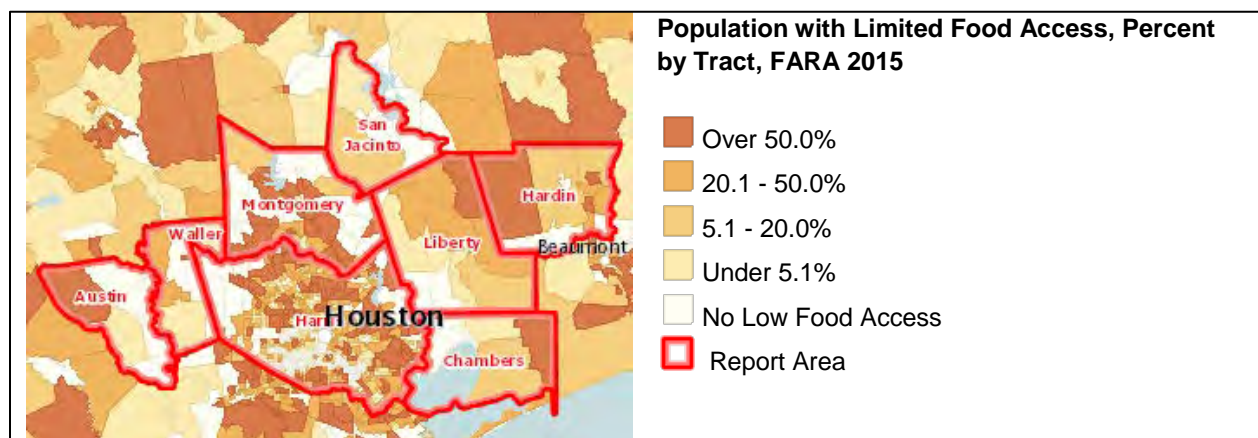 Population with Limited Food Access, Percent
by Tract, FARA 2015
Over 50.0%
20.1 - 50.0%
5.1 - 20.0%
Under 5.1%
No Low Food Access
Report Area
San
Jacinto
Montgomery
Hardin
Waller
Liberty
Beaumont
Austin
Houston
Chambers